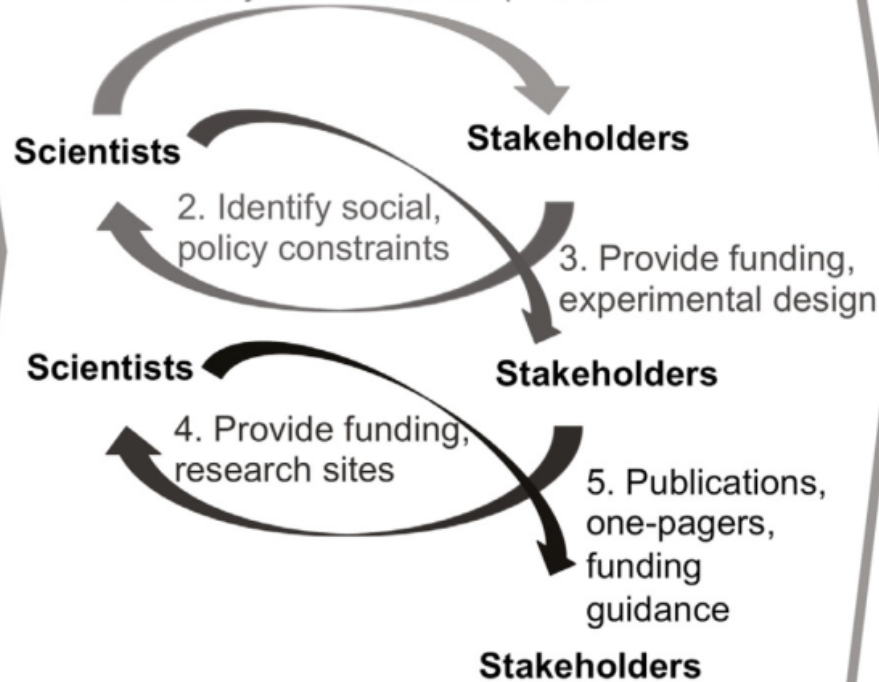 Scientists
Stakeholders
2. Identify social,
policy constraints
3. Provide funding,
experimental design
Scientists
Stakeholders
4. Provide funding,
research sites
5. Publications,
one-pagers,
funding
guidance
Stakeholders